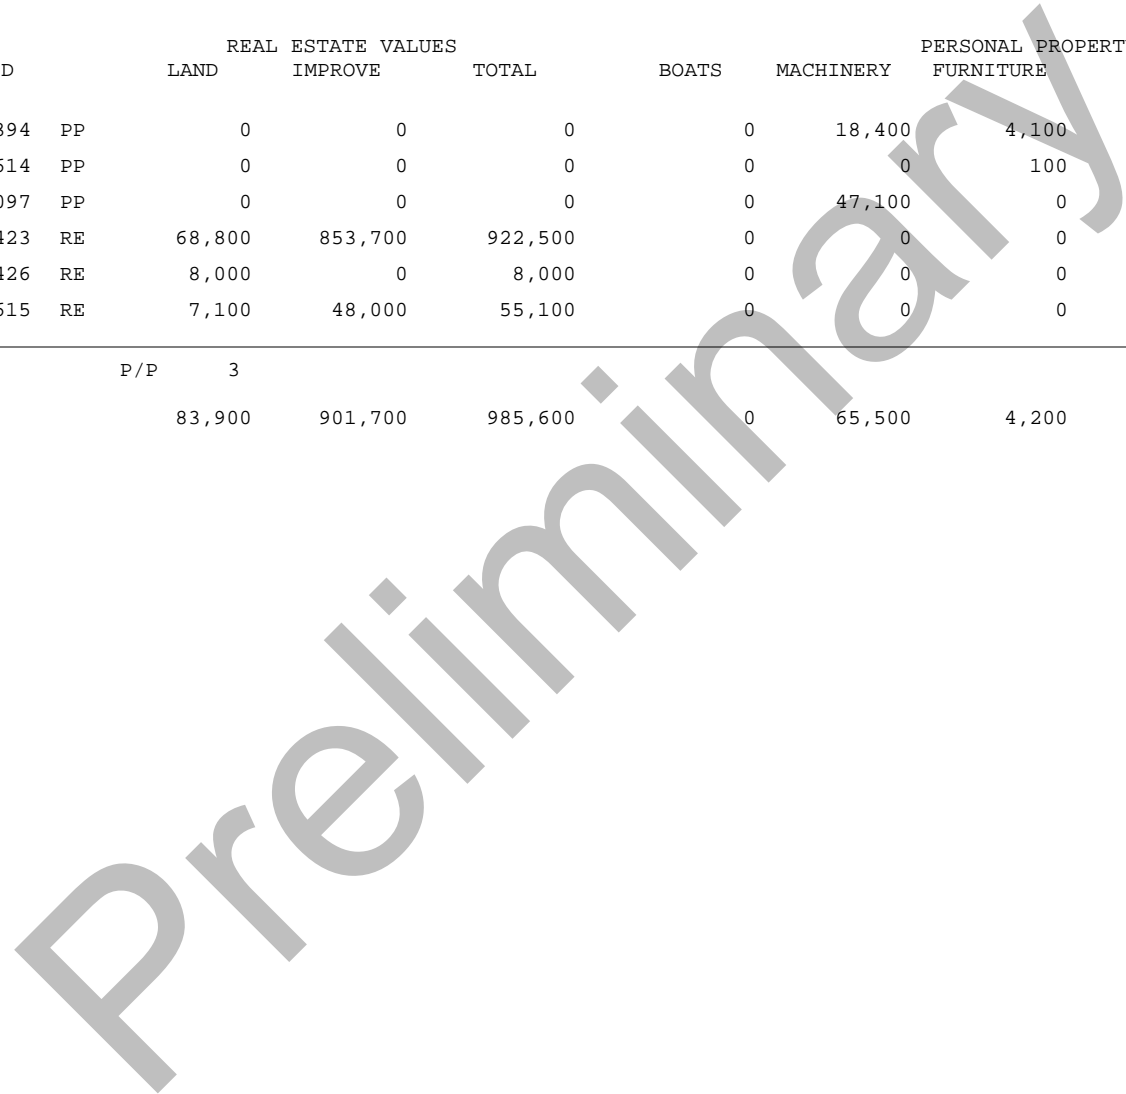 REAL ESTATE VALUES PERSONAL PROPERT
D LAND IMPROVE TOTAL BOATS MACHINERY FURNITURE
394 PP 0 0 0 0 18,400 4,100
614 PP 0 0 0 0 0 100
097 PP 0 0 0 0 47,100 0
423 RE 68,800 853,700 922,500 0 0 0
426 RE 8,000 0 8,000 0 0 0
515 RE 7,100 48,000 55,100 0 0 0
P/P 3
83,900 901,700 985,600 0 65,500 4,200
Preliminary